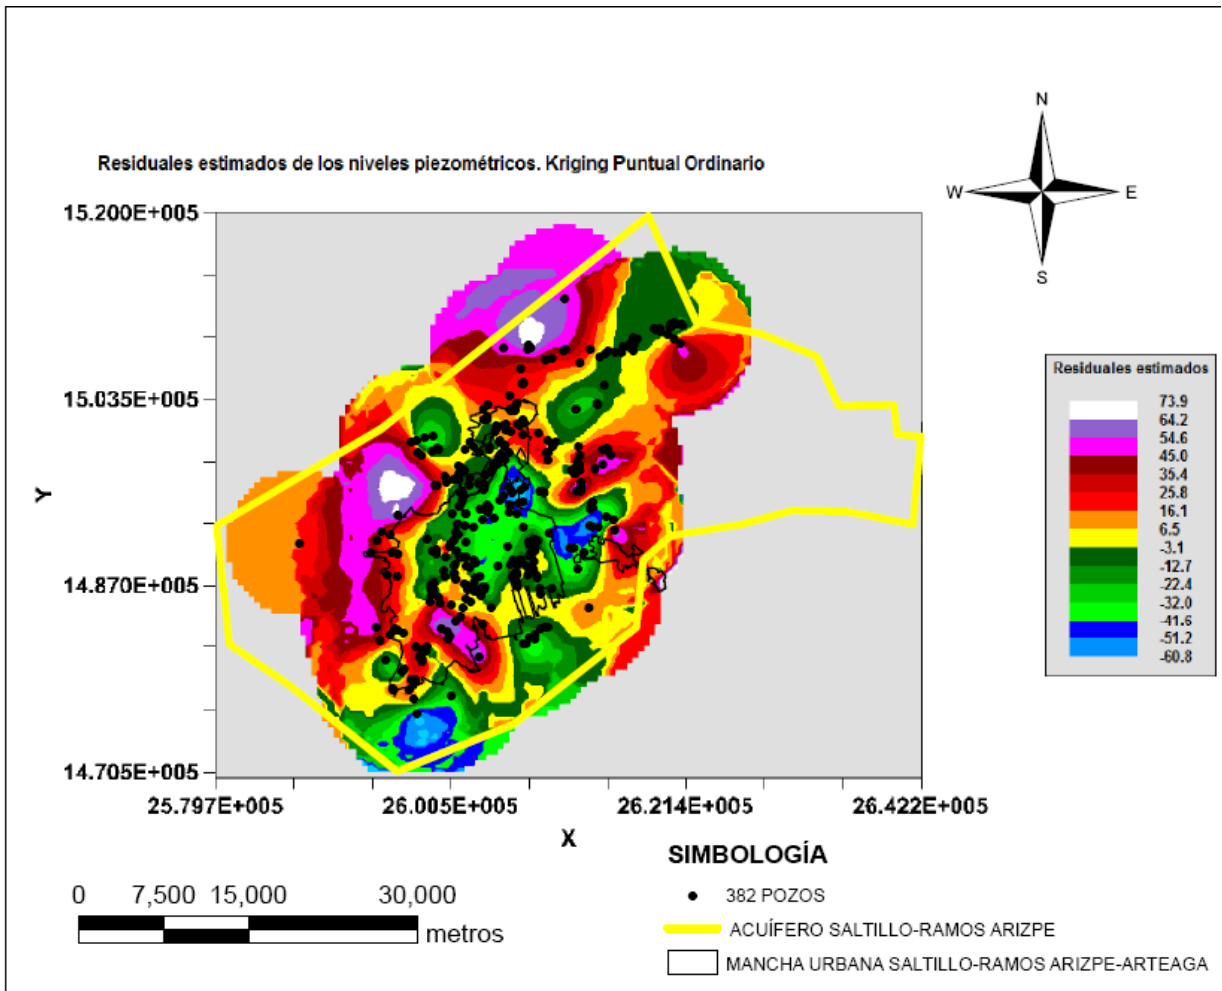 N
W
E
S
Residuales estimados de los niveles piezométricos. Kriging Puntual Ordinario
15.200E+005
15.035E+005
14.870E+005
14.705E+005
Y
25.797E+005
26.005E+005
26.214E+005
26.422E+005
X
Residuales estimados
73.9
64.2
54.6
45.0
35.4
25.8
16.1
6.5
-3.1
-12.7
-22.4
-32.0
-41.6
-51.2
-60.8
SIMBOLOGÍA
382 POZOS
ACUÍFERO SALTILLO-RAMOS ARIZPE
MANCHA URBANA SALTILLO-RAMOS ARIZPE-ARTEAGA
0 7,500 15,000 30,000
metros